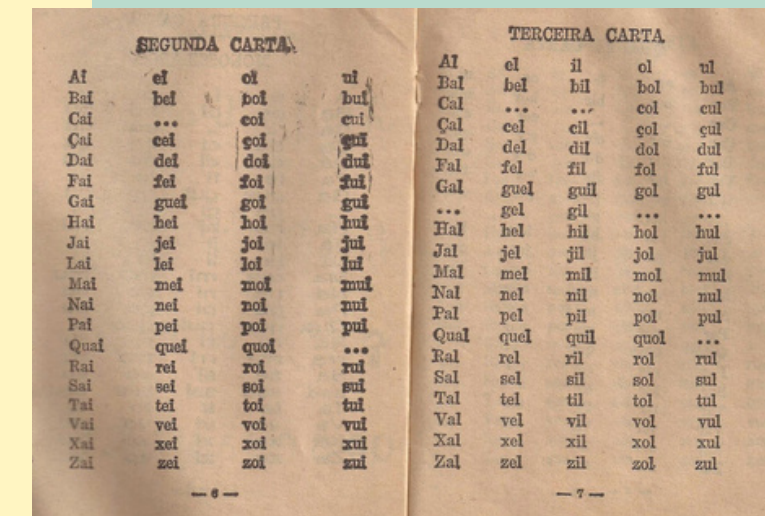 SEGUNDA CARTA
Ai ei oi ui
Bai bei boi bui
Cai ... coi cui
Çai cei çoi çui
Dai dei doi dui
Fai fei foi fui
Gai guei goi gui
Hai hei hoi hui
Jai jei joi jui
Lai lei loi lui
Mai mei moi mui
Nai nei noi nui
Pai pei poi pui
Quai quei quoi ...
Rai rei roi rui
Sai sei soi sui
Tai tei toi tui
Vai vei voi vui
Xai xei xoi xui
Zai zei zoi zui
— 6 —
TERCEIRA CARTA
Al el il ol ul
Bal bel bil bol bul
Cal ... ... col cul
Çal cel cil çol çul
Dal del dil dol dul
Fal fel fil fol ful
Gal guel guil gol gul
... gel gil ... ...
Hal hel hil hol hul
Jal jel jil jol jul
Mal mel mil mol mul
Nal nel nil nol nul
Pal pel pil pol pul
Qual quel quil quol ...
Ral rel ril rol rul
Sal sel sil sol sul
Tal tel til tol tul
Val vel vil vol vul
Xal xel xil xol xul
Zal zel zil zol zul
— 7 —